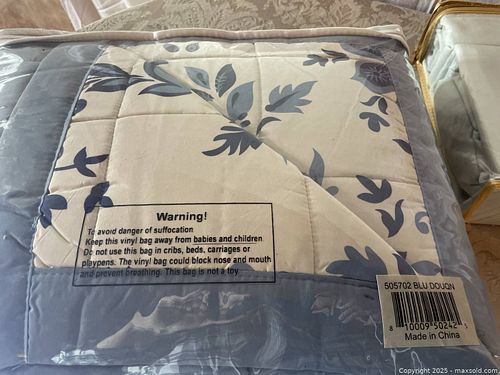 Warning!
To avoid danger of suffocation
Keep this vinyl bag away from babies and children
Do not use this bag in cribs, beds, carriages or
playpens. The vinyl bag could block nose and mouth
and prevent breathing. This bag is not a toy
505702 BLU DOUQN
8 10009 50242
Made in China
Copyright 2025 - maxsold.com